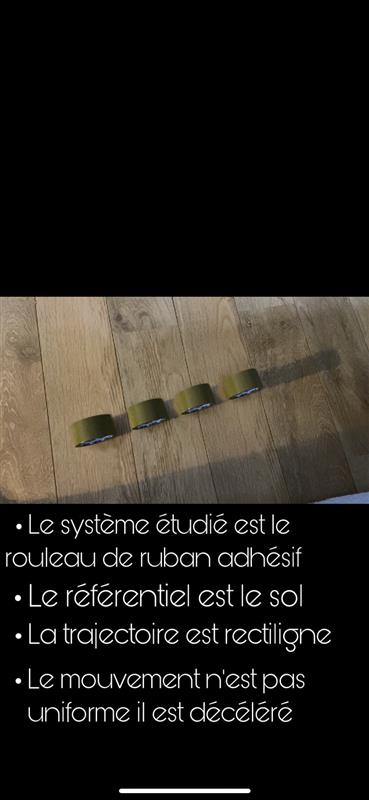 • Le système étudié est le
rouleau de ruban adhésif
• Le référentiel est le sol
• La trajectoire est rectiligne
• Le mouvement n'est pas
uniforme il est décéléré